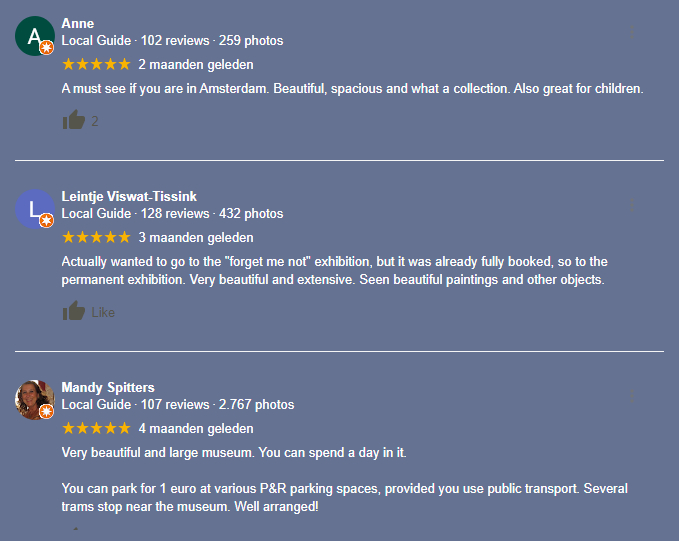 Anne
Local Guide · 102 reviews · 259 photos
★★★★★ 2 maanden geleden
A must see if you are in Amsterdam. Beautiful, spacious and what a collection. Also great for children.
2
Leintje Viswat-Tissink
Local Guide · 128 reviews · 432 photos
★★★★★ 3 maanden geleden
Actually wanted to go to the "forget me not" exhibition, but it was already fully booked, so to the
permanent exhibition. Very beautiful and extensive. Seen beautiful paintings and other objects.
Like
Mandy Spitters
Local Guide · 107 reviews · 2.767 photos
★★★★★ 4 maanden geleden
Very beautiful and large museum. You can spend a day in it.
You can park for 1 euro at various P&R parking spaces, provided you use public transport. Several
trams stop near the museum. Well arranged!